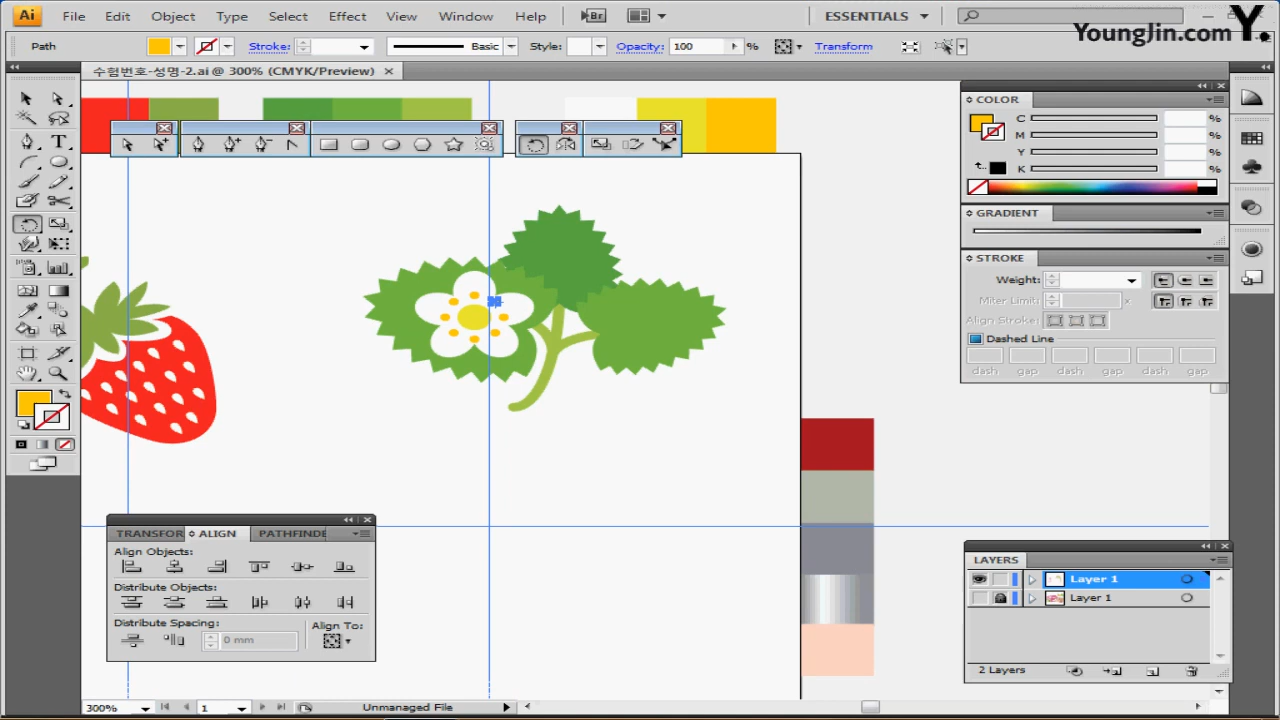 Ai File Edit Object Type Select Effect View Window Help Br ESSENTIALS
YoungJin.com Y.
Path Stroke: Basic Style: Opacity: 100 % Transform
수험번호-성명-2.ai @ 300% (CMYK/Preview)
COLOR
C %
M %
Y %
K %
GRADIENT
STROKE
Weight:
Miter Limit: x
Align Stroke:
Dashed Line
dash gap dash gap dash gap
TRANSFOR ALIGN PATHFINDE
Align Objects:
Distribute Objects:
Distribute Spacing: Align To:
0 mm
LAYERS
Layer 1
Layer 1
2 Layers
300% 1 Unmanaged File